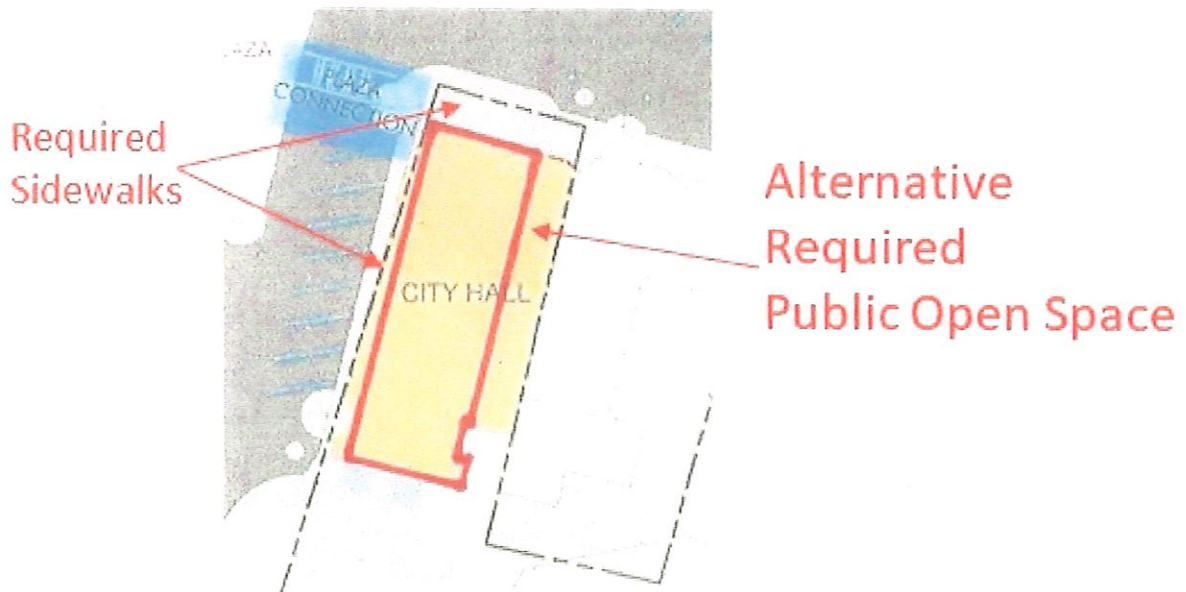 PLAZA
CONNECTION
Required
Sidewalks
Alternative
Required
Public Open Space
CITY HALL